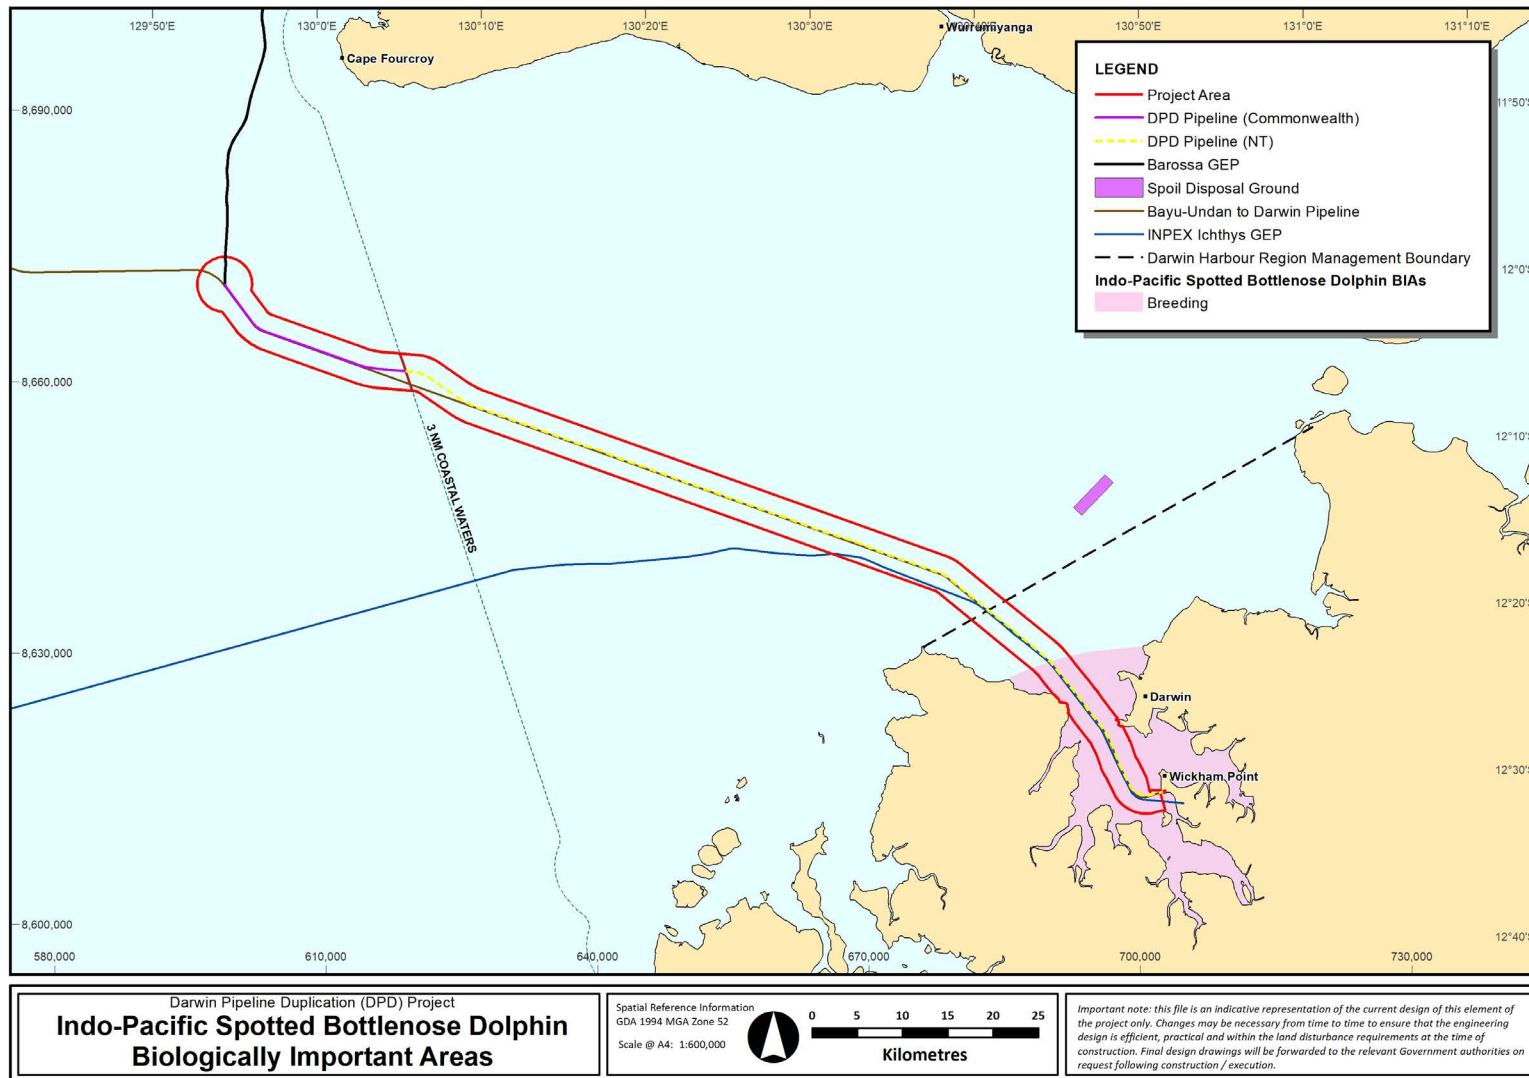 129°50'E 130°0'E 130°10'E 130°20'E 130°30'E 130°40'E 130°50'E 131°0'E 131°10'E
Wurrumiyanga
Cape Fourcroy
LEGEND
Project Area
DPD Pipeline (Commonwealth)
DPD Pipeline (NT)
Barossa GEP
Spoil Disposal Ground
Bayu-Undan to Darwin Pipeline
INPEX Ichthys GEP
Darwin Harbour Region Management Boundary
Indo-Pacific Spotted Bottlenose Dolphin BIAs
Breeding
8,690,000
11°50'S
12°0'S
8,660,000
3 NM COASTAL WATERS
12°10'S
12°20'S
8,630,000
Darwin
12°30'S
Wickham Point
8,600,000
12°40'S
580,000 610,000 640,000 670,000 700,000 730,000
Darwin Pipeline Duplication (DPD) Project
Indo-Pacific Spotted Bottlenose Dolphin
Biologically Important Areas
Spatial Reference Information
GDA 1994 MGA Zone 52
Scale @ A4: 1:600,000
0 5 10 15 20 25
Kilometres
Important note: this file is an indicative representation of the current design of this element of
the project only. Changes may be necessary from time to time to ensure that the engineering
design is efficient, practical and within the land disturbance requirements at the time of
construction. Final design drawings will be forwarded to the relevant Government authorities on
request following construction / execution.